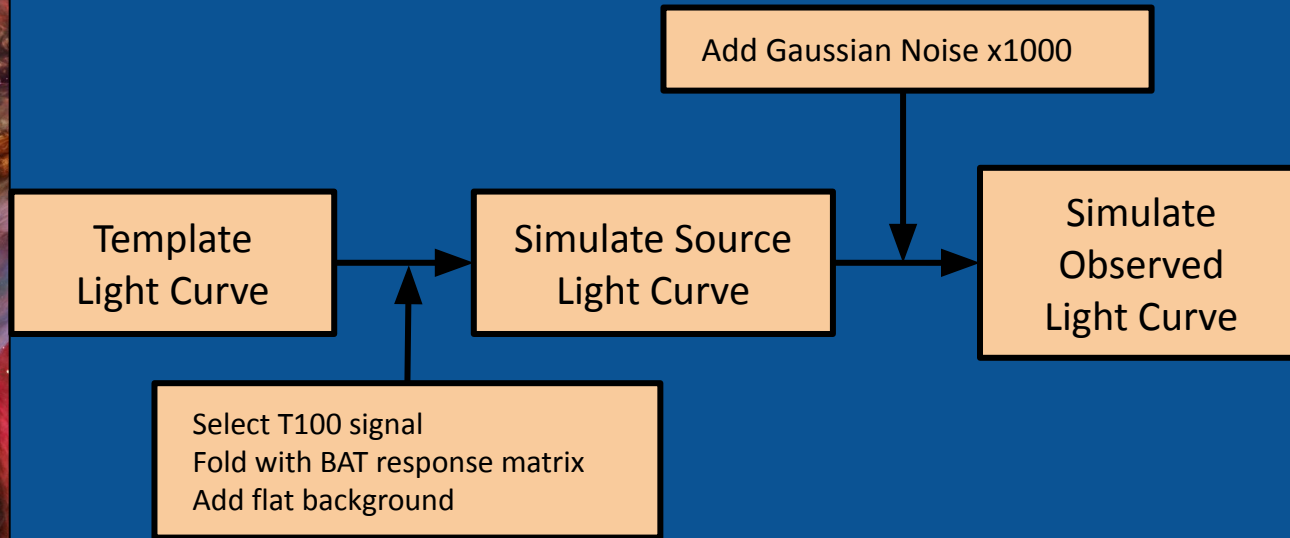 Add Gaussian Noise x1000
Template
Light Curve
Simulate Source
Light Curve
Simulate
Observed
Light Curve
Select T100 signal
Fold with BAT response matrix
Add flat background